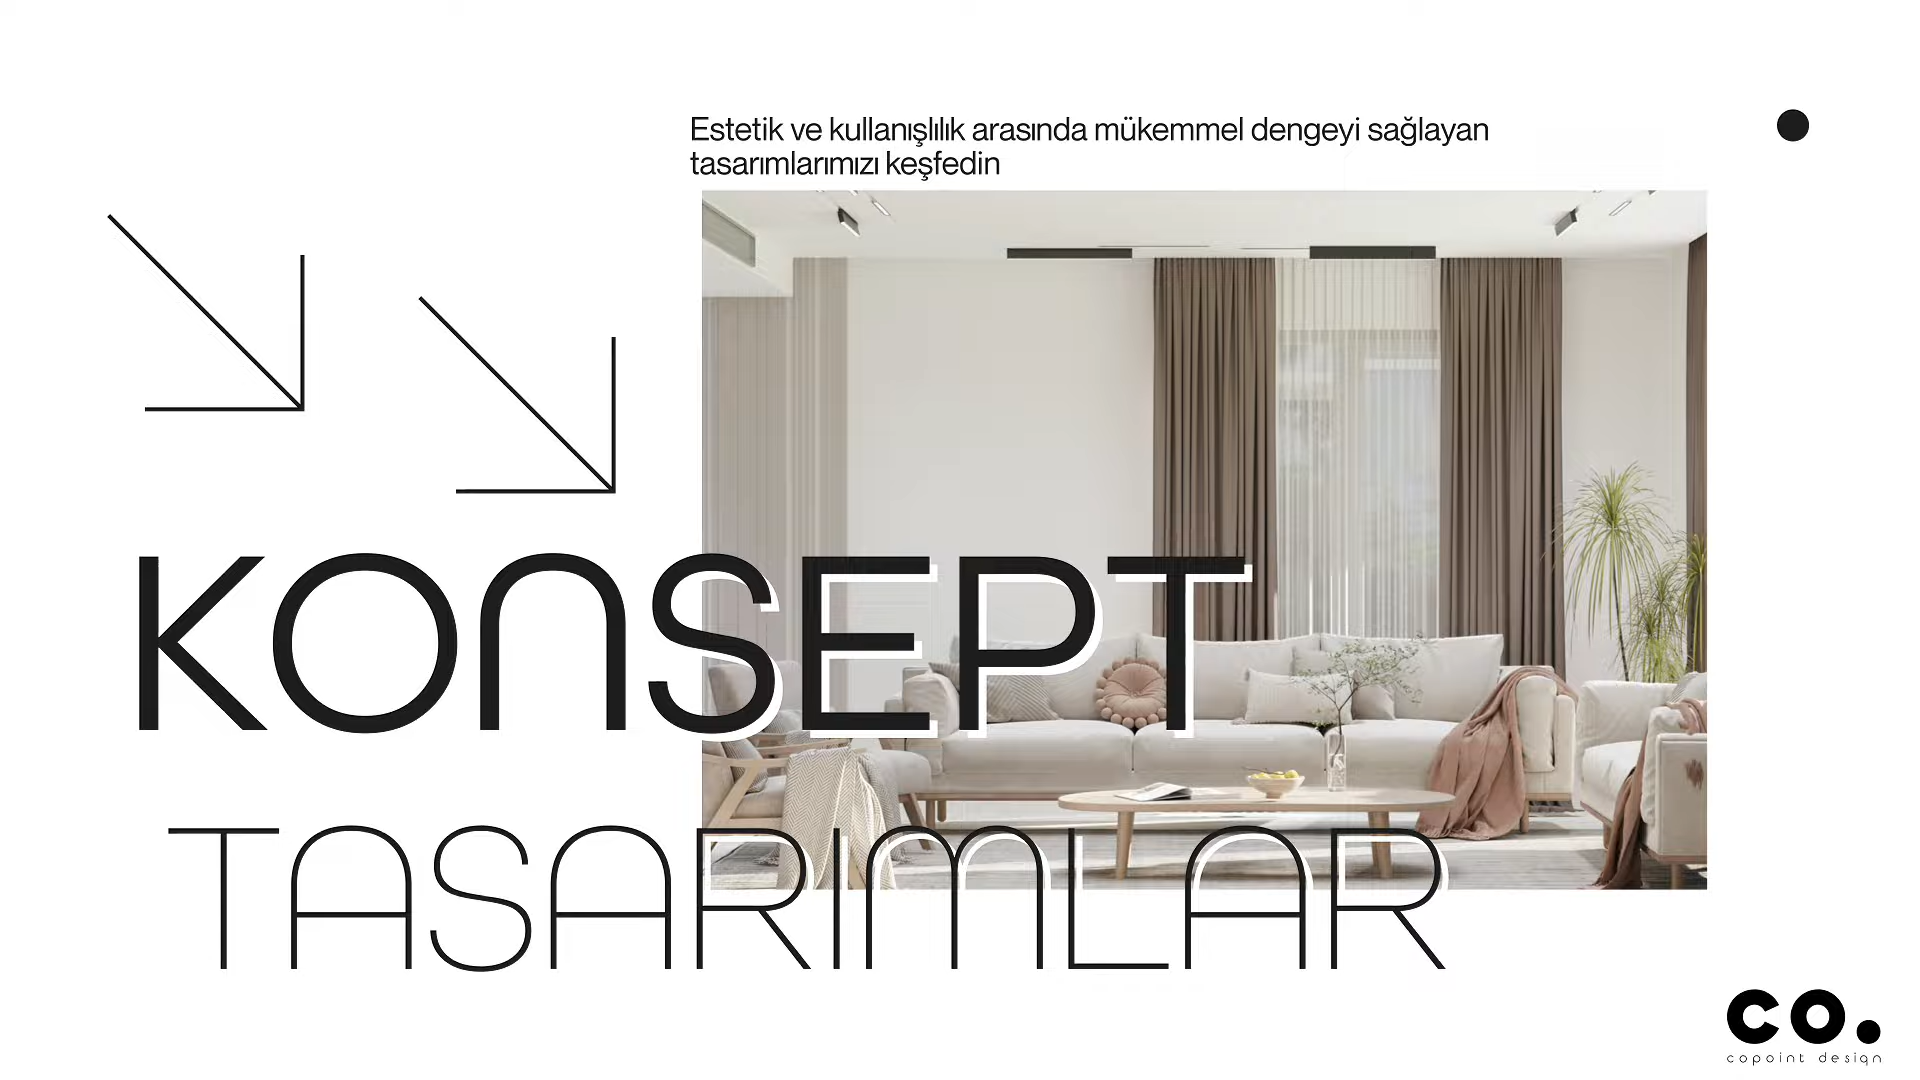 Estetik ve kullanışlılık arasında mükemmel dengeyi sağlayan
tasarımlarımızı keşfedin
KONSEPT
TASARIMLAR
co.
copoint design